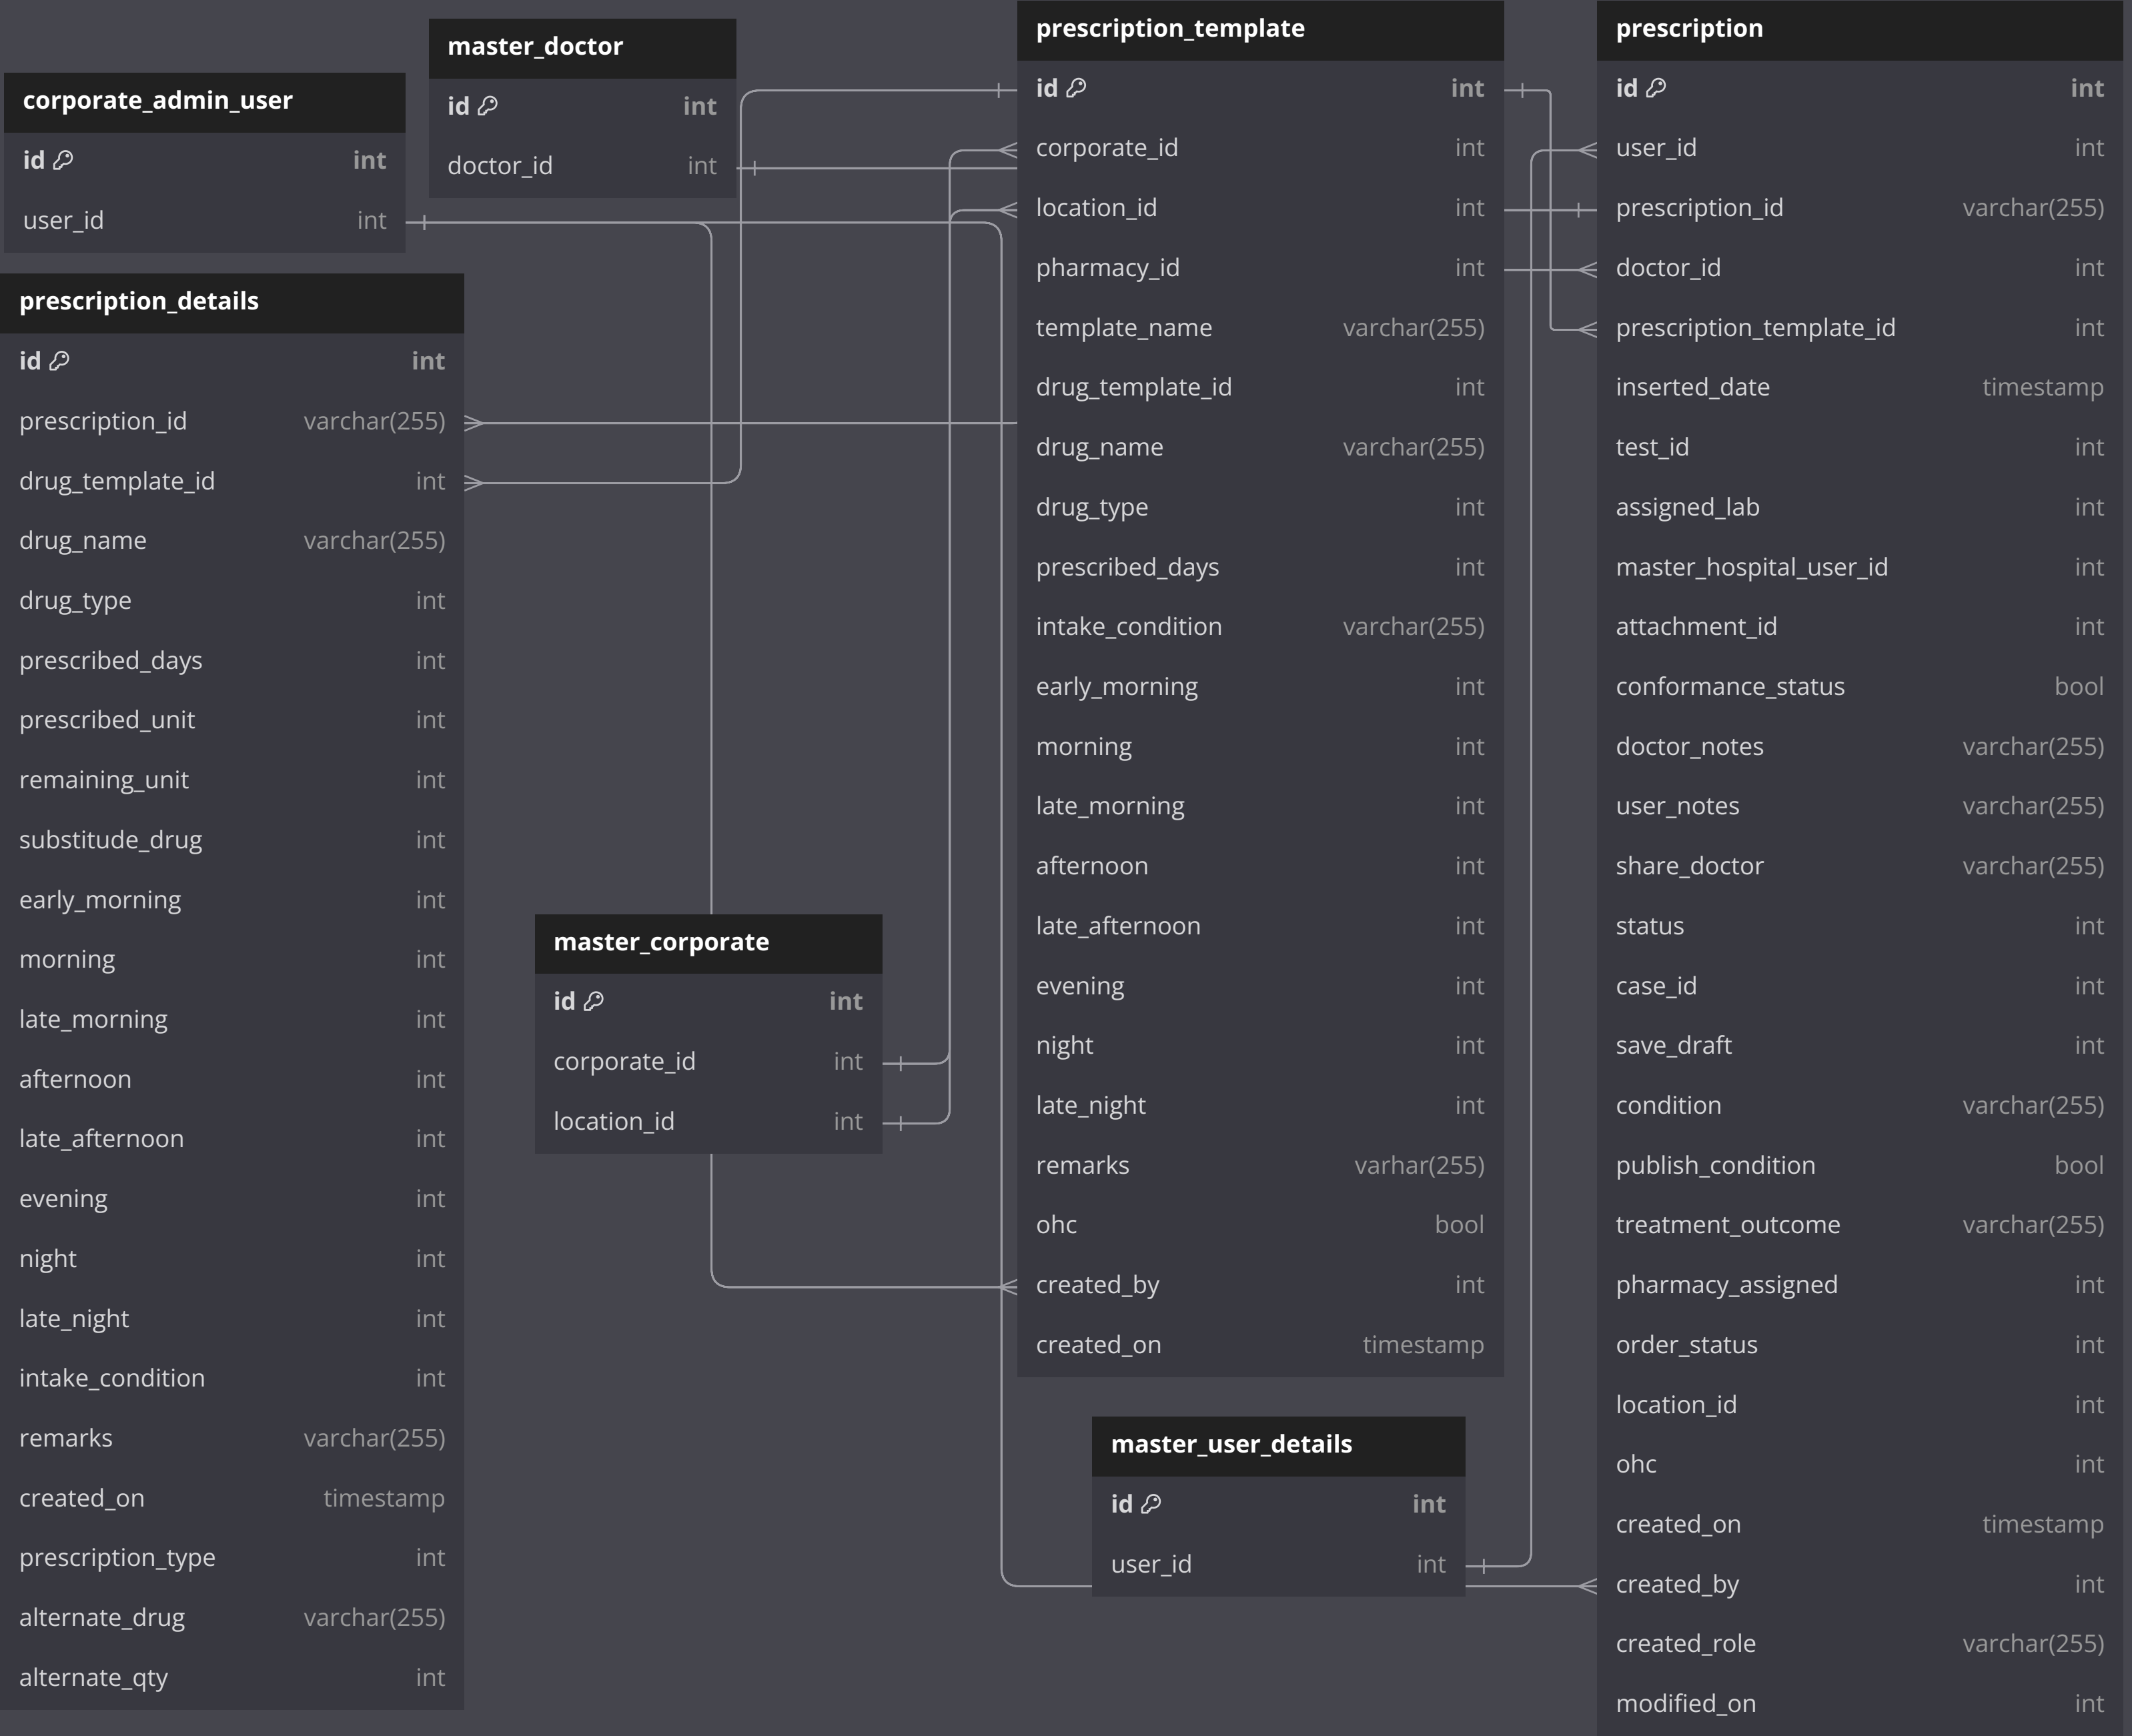 corporate_admin_user
id int
user_id int
master_doctor
id int
doctor_id int
prescription_details
id int
prescription_id varchar(255)
drug_template_id int
drug_name varchar(255)
drug_type int
prescribed_days int
prescribed_unit int
remaining_unit int
substitude_drug int
early_morning int
morning int
late_morning int
afternoon int
late_afternoon int
evening int
night int
late_night int
intake_condition int
remarks varchar(255)
created_on timestamp
prescription_type int
alternate_drug varchar(255)
alternate_qty int
master_corporate
id int
corporate_id int
location_id int
prescription_template
id int
corporate_id int
location_id int
pharmacy_id int
template_name varchar(255)
drug_template_id int
drug_name varchar(255)
drug_type int
prescribed_days int
intake_condition varchar(255)
early_morning int
morning int
late_morning int
afternoon int
late_afternoon int
evening int
night int
late_night int
remarks varhar(255)
ohc bool
created_by int
created_on timestamp
master_user_details
id int
user_id int
prescription
id int
user_id int
prescription_id varchar(255)
doctor_id int
prescription_template_id int
inserted_date timestamp
test_id int
assigned_lab int
master_hospital_user_id int
attachment_id int
conformance_status bool
doctor_notes varchar(255)
user_notes varchar(255)
share_doctor varchar(255)
status int
case_id int
save_draft int
condition varchar(255)
publish_condition bool
treatment_outcome varchar(255)
pharmacy_assigned int
order_status int
location_id int
ohc int
created_on timestamp
created_by int
created_role varchar(255)
modified_on int